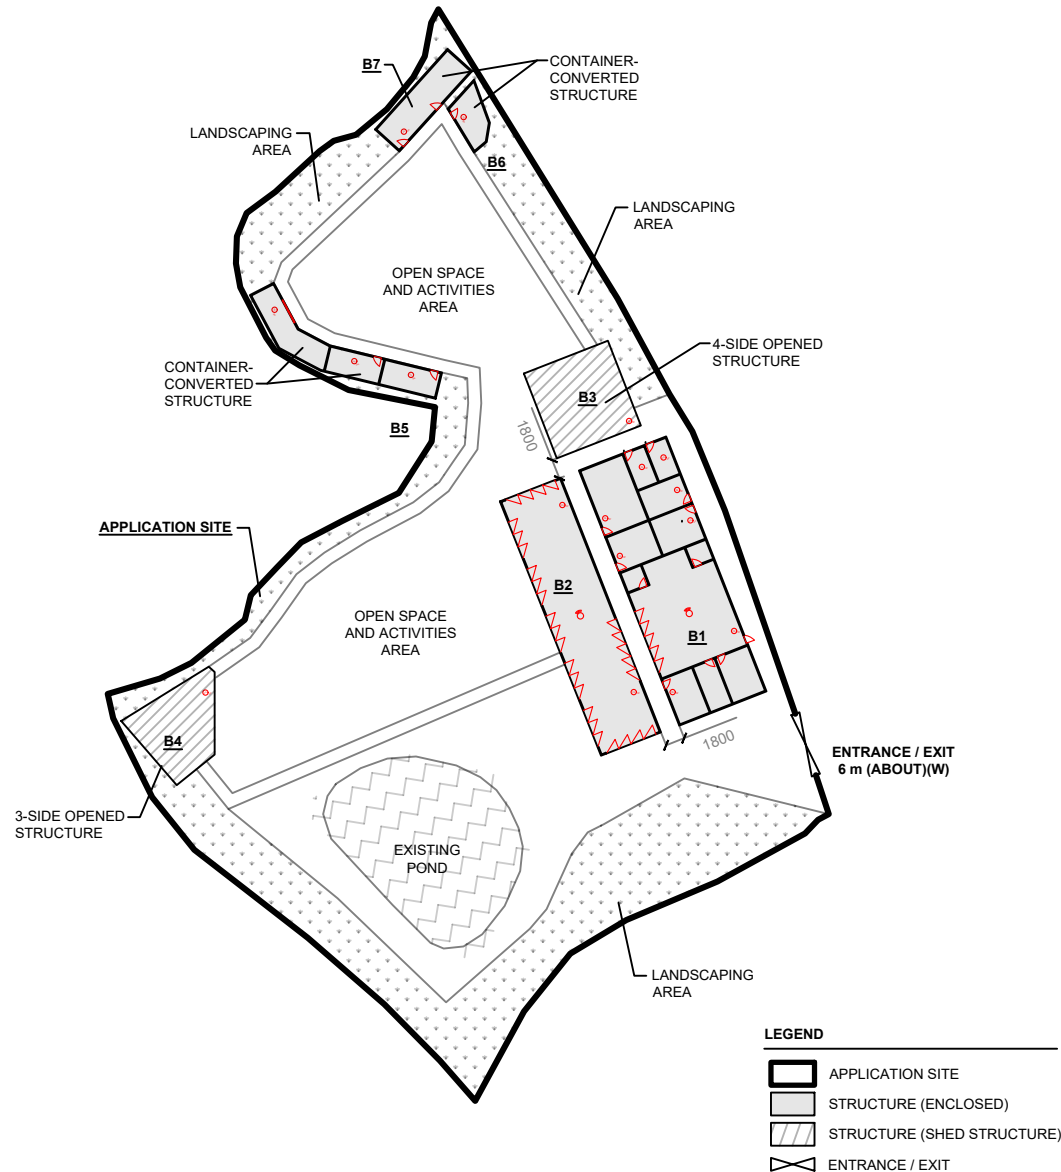 B7
CONTAINER-
CONVERTED
STRUCTURE
LANDSCAPING
AREA
B6
LANDSCAPING
AREA
OPEN SPACE
AND ACTIVITIES
AREA
4-SIDE OPENED
STRUCTURE
CONTAINER-
CONVERTED
STRUCTURE
B3
B5
1800
APPLICATION SITE
B2
OPEN SPACE
AND ACTIVITIES
AREA
B1
B4
1800
ENTRANCE / EXIT
6 m (ABOUT)(W)
3-SIDE OPENED
STRUCTURE
EXISTING
POND
LANDSCAPING
AREA
LEGEND
APPLICATION SITE
STRUCTURE (ENCLOSED)
STRUCTURE (SHED STRUCTURE)
ENTRANCE / EXIT